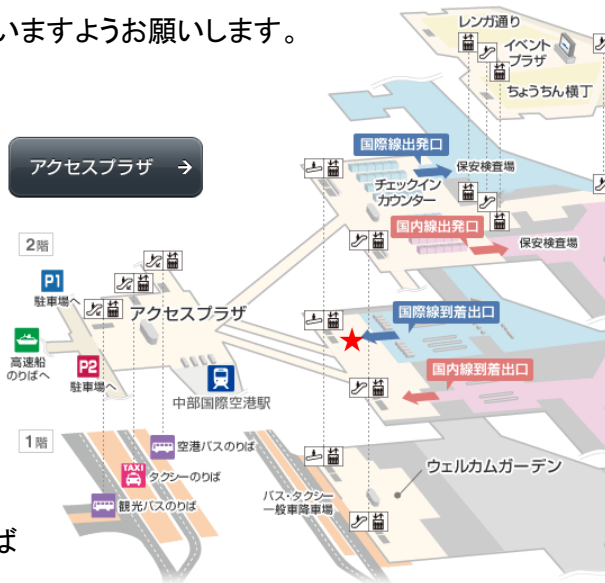 いますようお願いします。
レンガ通り
イベント
プラザ
ちょうちん横丁
アクセスプラザ →
国際線出発口
保安検査場
チェックイン
カウンター
国内線出発口
保安検査場
2階
P1
駐車場へ
アクセスプラザ
高速船
のりばへ
P2
駐車場へ
中部国際空港駅
国際線到着出口
国内線到着出口
1階
空港バスのりば
TAXI
タクシーのりば
観光バスのりば
バス・タクシー
一般車降車場
ウェルカムガーデン
ば